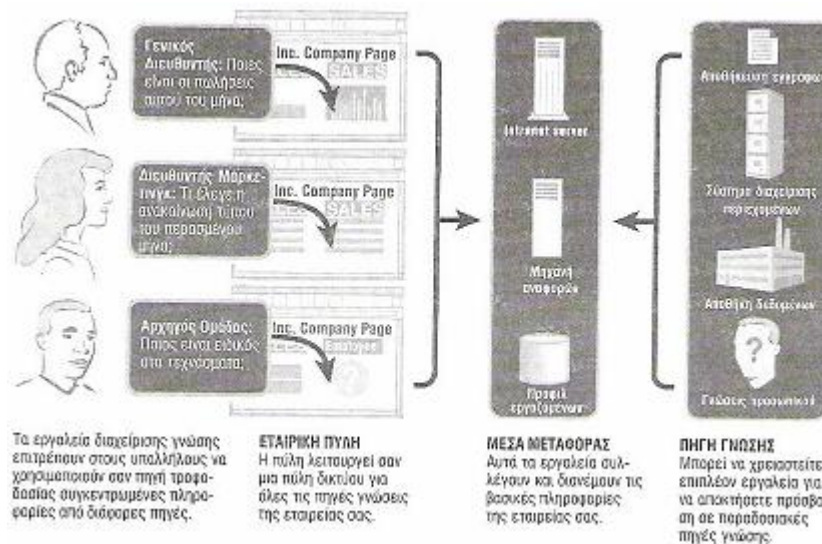 Γενικός
Διευθυντής: Ποιες
είναι οι πωλήσεις
αυτού του μήνα;
Inc. Company Page
SALES
Διευθυντής Μάρκε-
τινγκ: Τι έλεγε η
ανακοίνωση τύπου
του περασμένου
μήνα;
Inc. Company Page
SALES
Αρχηγός Ομάδας:
Ποιος είναι ειδικός
στα τεχνάσματα;
Inc. Company Page
Employee
Intranet server
Μηχανή
αναφορών
Προφίλ
εργαζομένων
Αποθήκευση εγγράφων
Σύστημα διαχείρισης
περιεχομένων
Αποθήκη δεδομένων
Γνώσεις προσωπικού
Τα εργαλεία διαχείρισης γνώσης
επιτρέπουν στους υπαλλήλους να
χρησιμοποιούν σαν πηγή τροφο-
δοσίας συγκεντρωμένες πληρο-
φορίες από διάφορες πηγές.
ΕΤΑΙΡΙΚΗ ΠΥΛΗ
Η πύλη λειτουργεί σαν
μια πύλη δικτύου για
όλες τις πηγές γνώσεις
της εταιρείας σας.
ΜΕΣΑ ΜΕΤΑΦΟΡΑΣ
Αυτά τα εργαλεία συλ-
λέγουν και διανέμουν τις
βασικές πληροφορίες
της εταιρείας σας.
ΠΗΓΗ ΓΝΩΣΗΣ
Μπορεί να χρειαστείτε
επιπλέον εργαλεία για
να αποκτήσετε πρόσβα
ση σε παραδοσιακές
πηγές γνώσης.